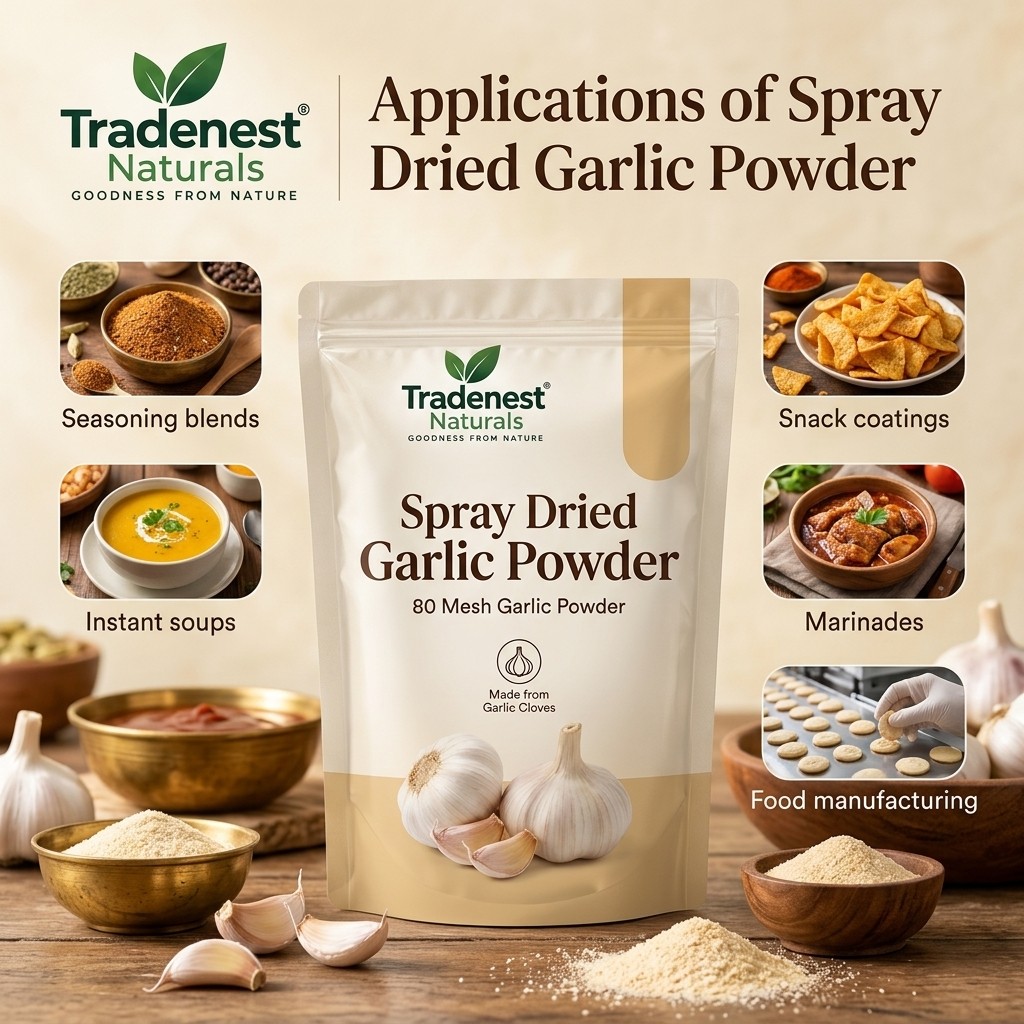 Tradenest®
Naturals
GOODNESS FROM NATURE
Applications of Spray
Dried Garlic Powder
Seasoning blends
Instant soups
Tradenest®
Naturals
GOODNESS FROM NATURE
Spray Dried
Garlic Powder
80 Mesh Garlic Powder
Made from
Garlic Cloves
Snack coatings
Marinades
Food manufacturing